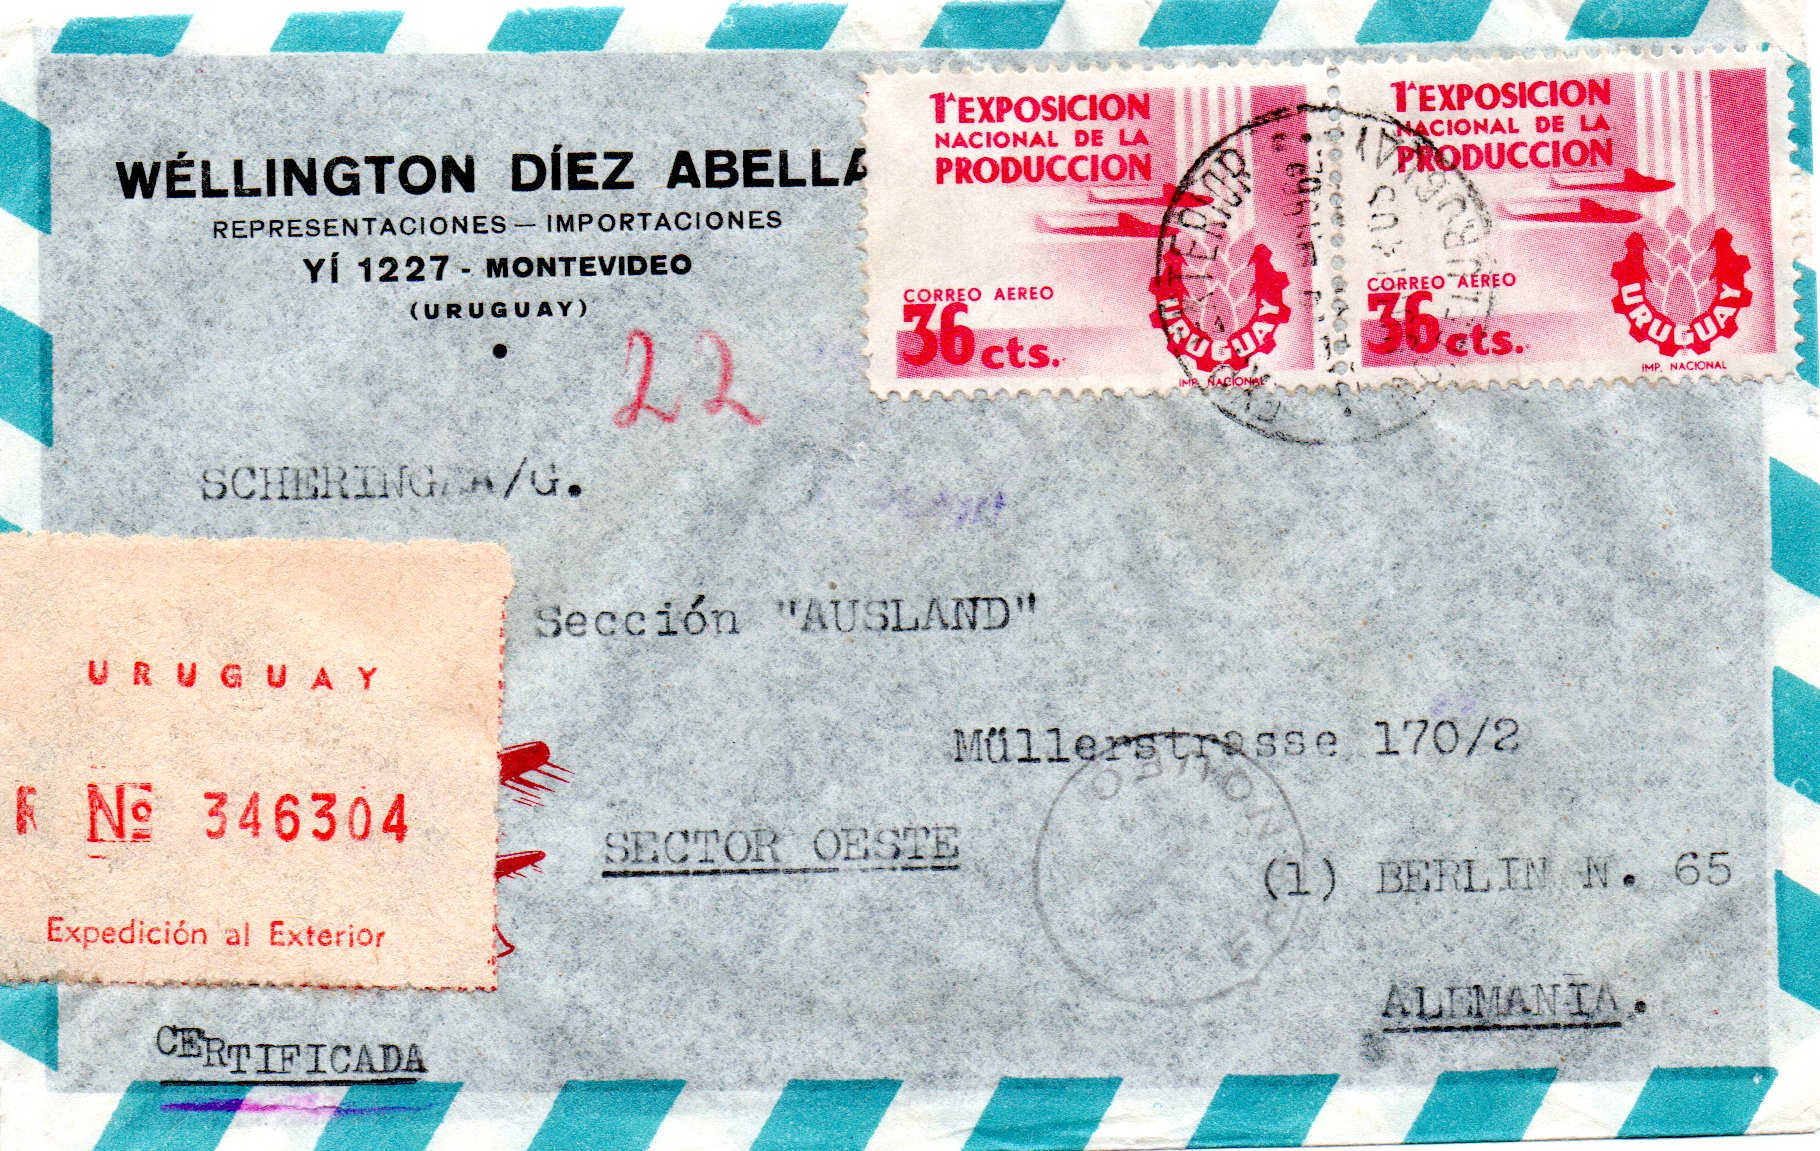 WÉLLINGTON DÍEZ ABELLA
REPRESENTACIONES — IMPORTACIONES
YÍ 1227 - MONTEVIDEO
(URUGUAY)
1ª EXPOSICION
NACIONAL DE LA
PRODUCCION
CORREO AEREO
36 cts.
URUGUAY
IMP. NACIONAL
1ª EXPOSICION
NACIONAL DE LA
PRODUCCION
CORREO AEREO
36 cts.
URUGUAY
IMP. NACIONAL
22
SCHERING A/G.
Sección "AUSLAND"
Müllerstrasse 170/2
SECTOR OESTE
(1) BERLIN N. 65
ALEMANIA.
URUGUAY
R Nº 346304
Expedición al Exterior
CERTIFICADA